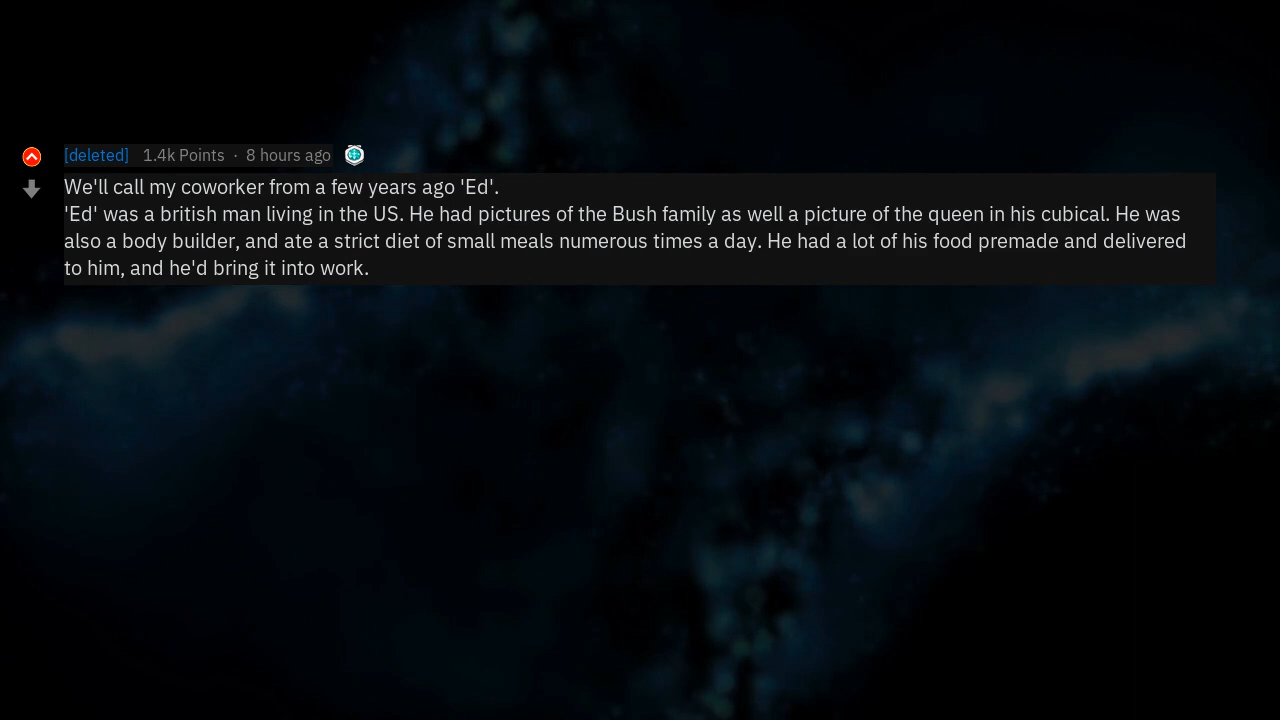 [deleted] 1.4k Points · 8 hours ago
We'll call my coworker from a few years ago 'Ed'.
'Ed' was a british man living in the US. He had pictures of the Bush family as well a picture of the queen in his cubical. He was
also a body builder, and ate a strict diet of small meals numerous times a day. He had a lot of his food premade and delivered
to him, and he'd bring it into work.